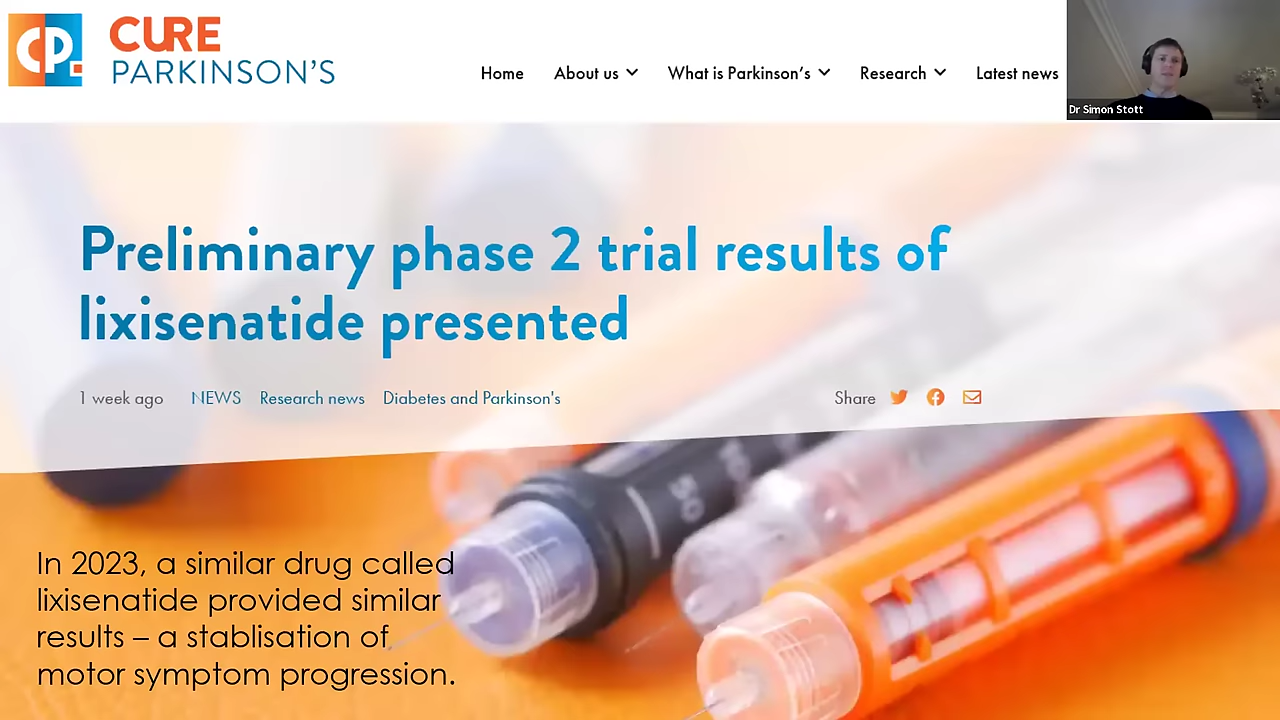 CP.
CURE
PARKINSON'S
Home About us What is Parkinson's Research Latest news
Dr Simon Stott
Preliminary phase 2 trial results of
lixisenatide presented
1 week ago NEWS Research news Diabetes and Parkinson's Share
50
In 2023, a similar drug called
lixisenatide provided similar
results – a stablisation of
motor symptom progression.